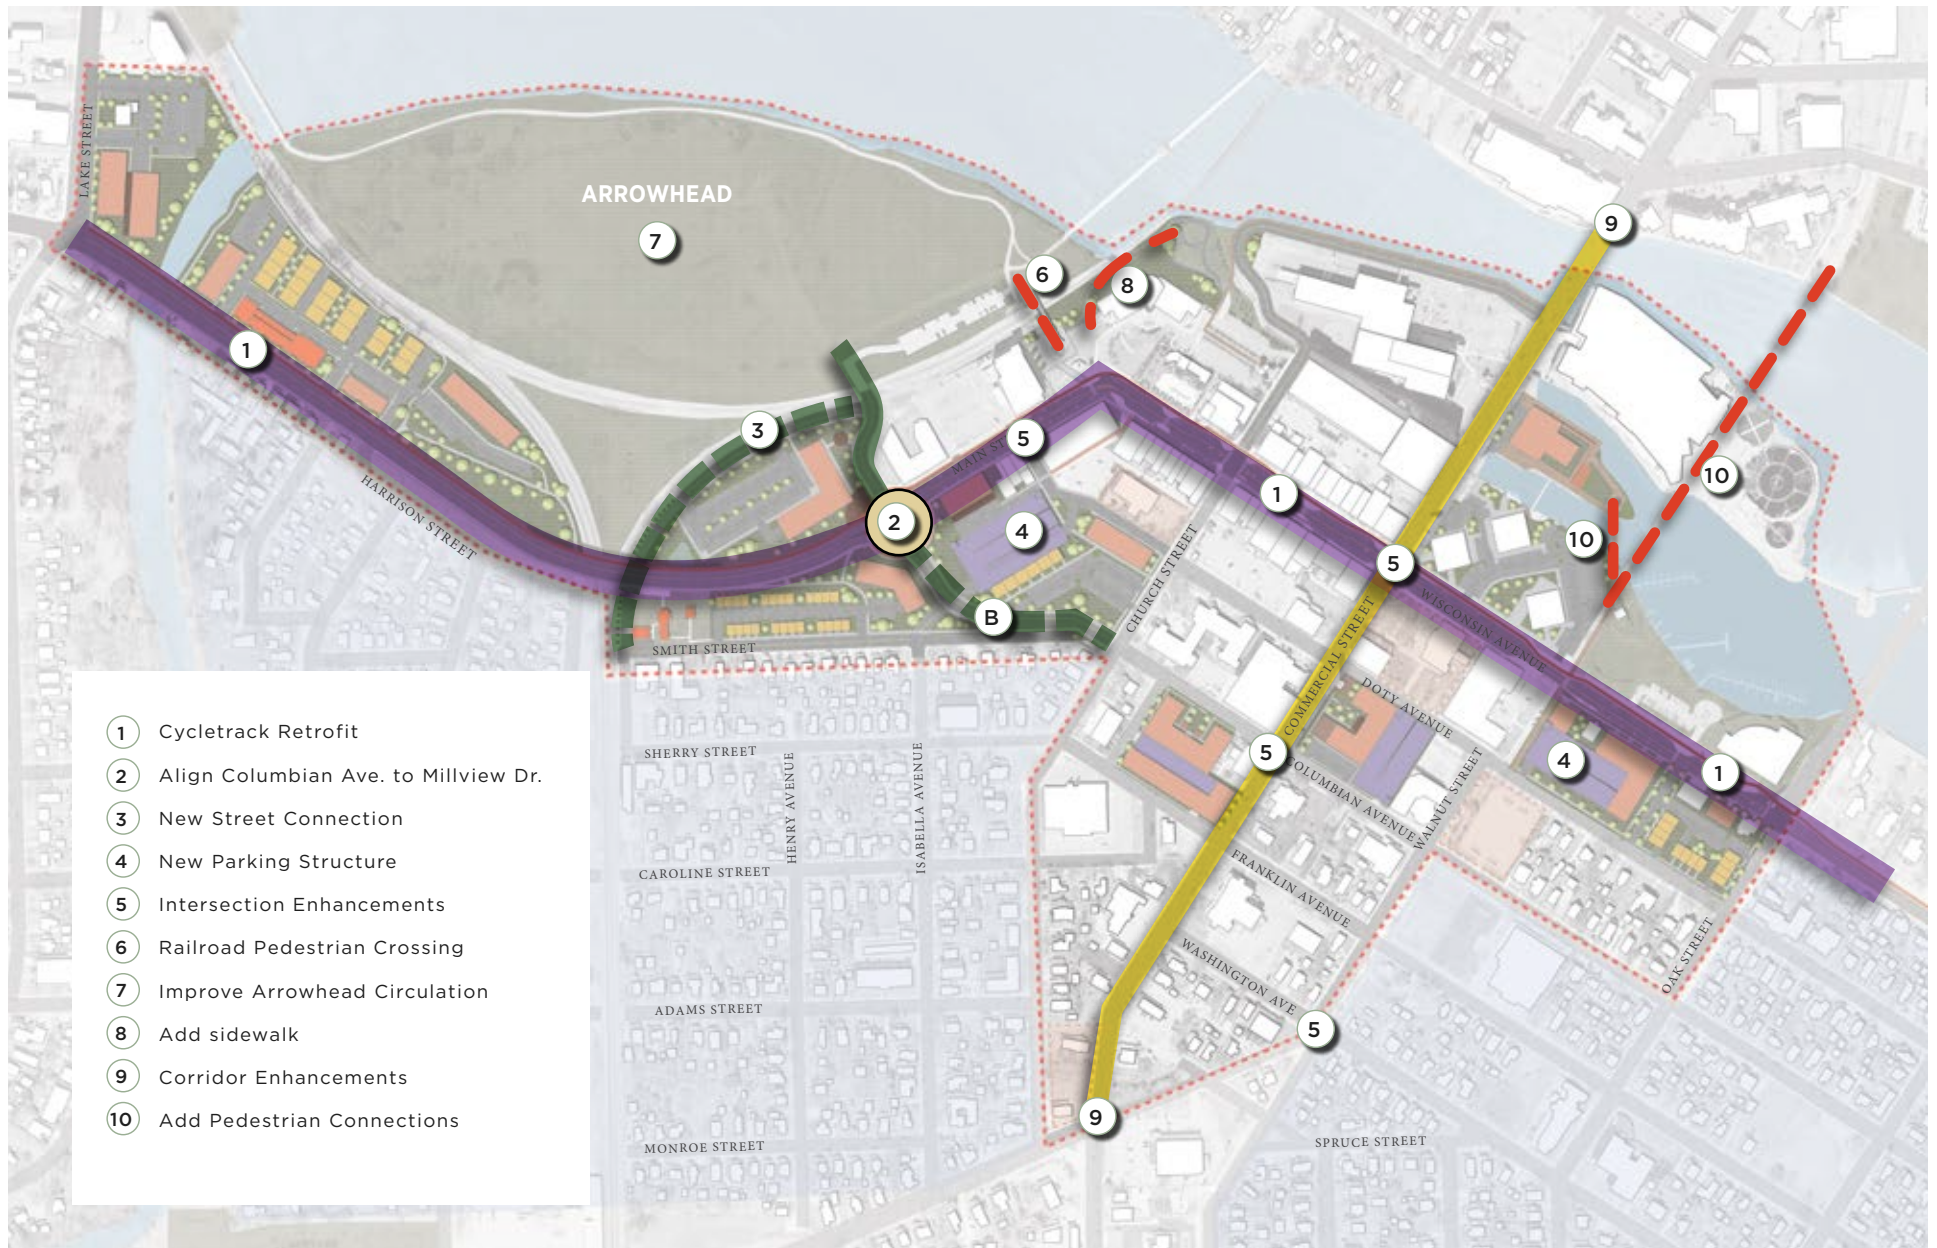 LAKE STREET
ARROWHEAD
7
9
6
8
1
3
5
MAIN ST
10
1
HARRISON STREET
2
4
10
5
CHURCH STREET
WISCONSIN AVENUE
B
SMITH STREET
COMMERCIAL STREET
DOTY AVENUE
SHERRY STREET
HENRY AVENUE
ISABELLA AVENUE
5
COLUMBIAN AVENUE
WALNUT STREET
4
1
CAROLINE STREET
FRANKLIN AVENUE
WASHINGTON AVE
OAK STREET
ADAMS STREET
5
9
MONROE STREET
SPRUCE STREET
1 Cycletrack Retrofit
2 Align Columbian Ave. to Millview Dr.
3 New Street Connection
4 New Parking Structure
5 Intersection Enhancements
6 Railroad Pedestrian Crossing
7 Improve Arrowhead Circulation
8 Add sidewalk
9 Corridor Enhancements
10 Add Pedestrian Connections